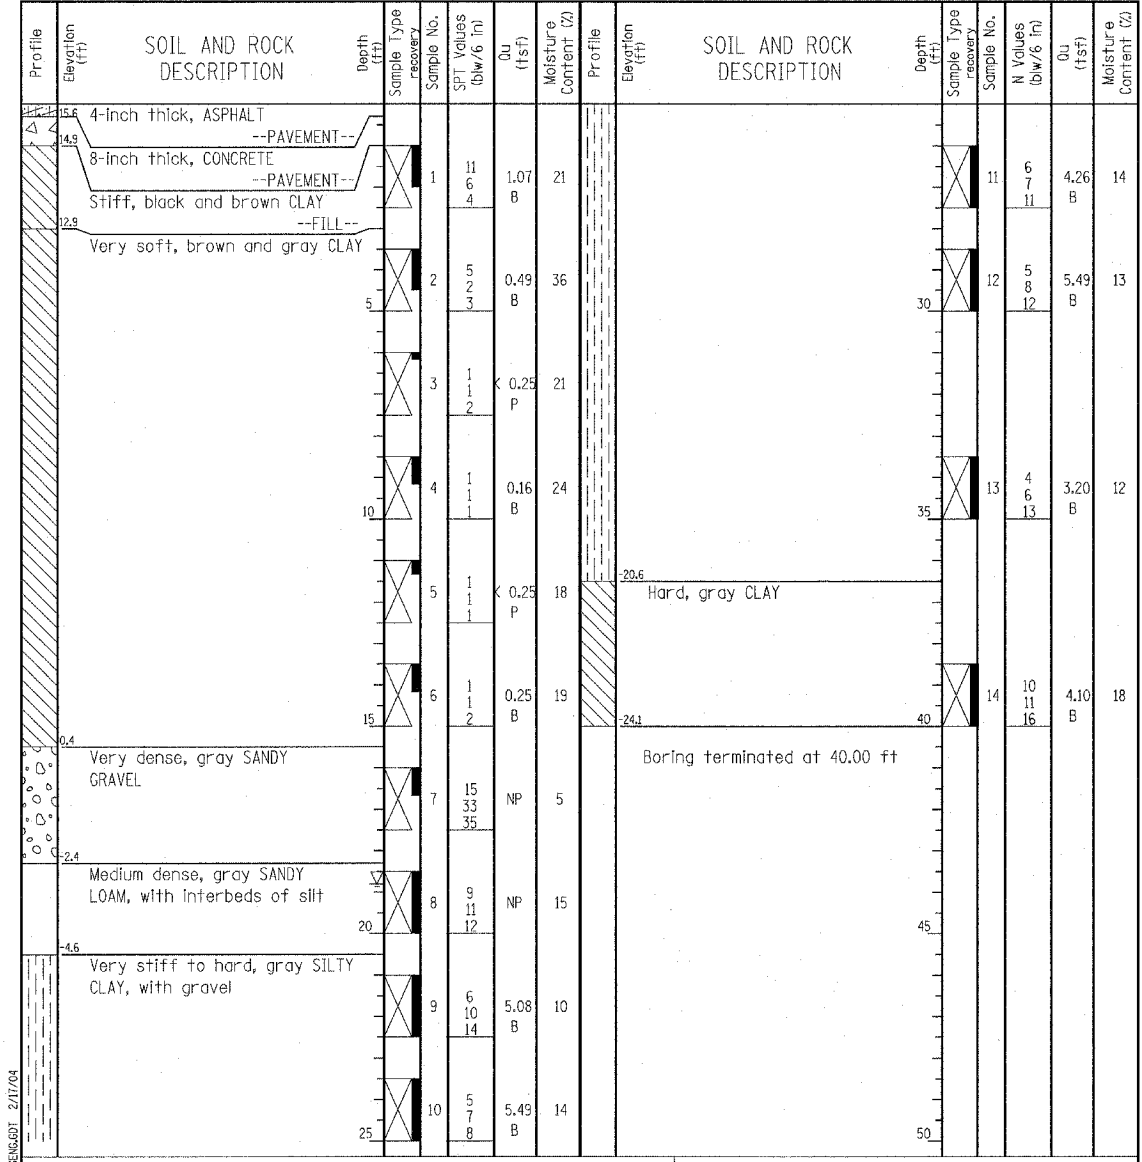 Profile
Elevation (ft)
SOIL AND ROCK DESCRIPTION
Depth (ft)
Sample Type recovery
Sample No.
SPT Values (blw/6 in)
Qu (tsf)
Moisture Content (%)
Profile
Elevation (ft)
SOIL AND ROCK DESCRIPTION
Depth (ft)
Sample Type recovery
Sample No.
N Values (blw/6 in)
Qu (tsf)
Moisture Content (%)
15.6 4-inch thick, ASPHALT
--PAVEMENT--
14.9
8-inch thick, CONCRETE
--PAVEMENT--
Stiff, black and brown CLAY
--FILL--
12.9
Very soft, brown and gray CLAY
1 11 6 4 1.07 B 21
2 5 2 3 0.49 B 36
5
3 1 1 2 < 0.25 P 21
4 1 1 1 0.16 B 24
10
5 1 1 1 < 0.25 P 18
6 1 1 2 0.25 B 19
15
0.4
Very dense, gray SANDY
GRAVEL
7 15 33 35 NP 5
-2.4
Medium dense, gray SANDY
LOAM, with interbeds of silt
8 9 11 12 NP 15
20
-4.6
Very stiff to hard, gray SILTY
CLAY, with gravel
9 6 10 14 5.08 B 10
10 5 7 8 5.49 B 14
25
11 6 7 11 4.26 B 14
12 5 8 12 5.49 B 13
30
13 4 6 13 3.20 B 12
35
-20.6
Hard, gray CLAY
14 10 11 16 4.10 B 18
-24.1
40
Boring terminated at 40.00 ft
45
50
2/17/04